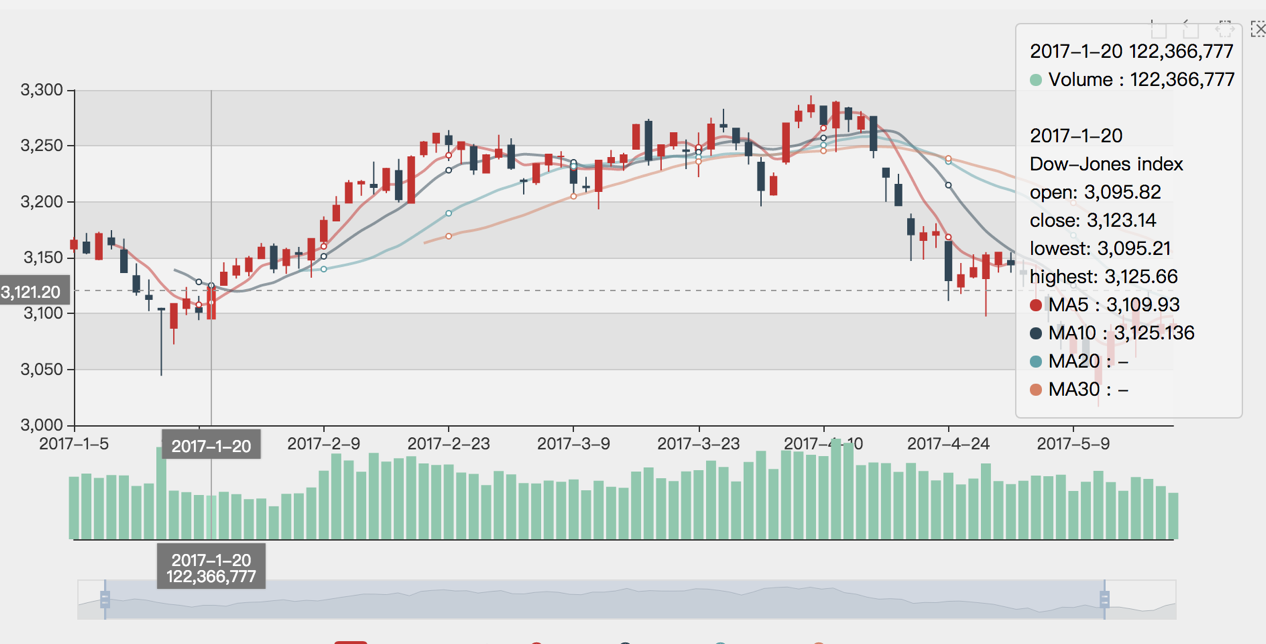 2017-1-20 122,366,777
Volume : 122,366,777
2017-1-20
Dow-Jones index
open: 3,095.82
close: 3,123.14
lowest: 3,095.21
highest: 3,125.66
MA5 : 3,109.93
MA10 : 3,125.136
MA20 : -
MA30 : -
3,300
3,250
3,200
3,150
3,121.20
3,100
3,050
3,000
2017-1-5
2017-1-20
2017-2-9
2017-2-23
2017-3-9
2017-3-23
2017-4-10
2017-4-24
2017-5-9
2017-1-20
122,366,777